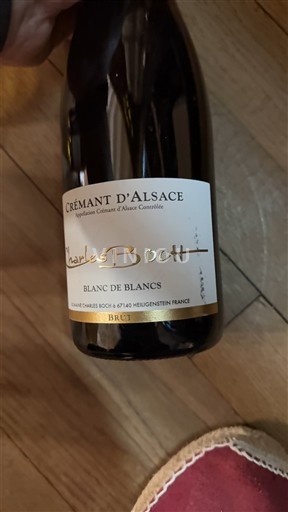 CRÉMANT D'ALSACE
Appellation Crémant d'Alsace Contrôlée
Charles Boch
BLANC DE BLANCS
DOMAINE CHARLES BOCH à 67140 HEILIGENSTEIN FRANCE
BRUT